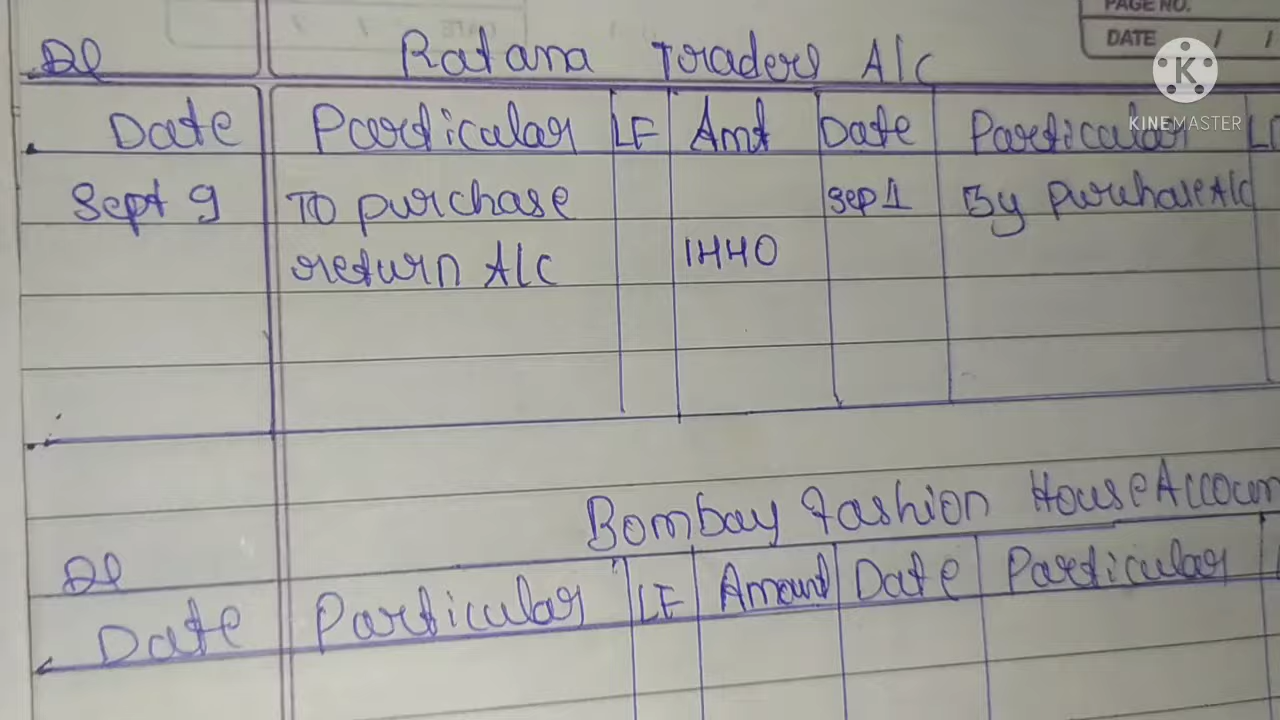 PAGE NO.
DATE / /
Dr Ratana Traders A/c
Date Particular LF Amt Date Particular LF
Sept 9 To purchase Sep 1 By purchase A/c
return A/c 1440
Bombay Fashion House Accoun
Dr
Date Particular LF Amount Date Particular
K
KINEMASTER